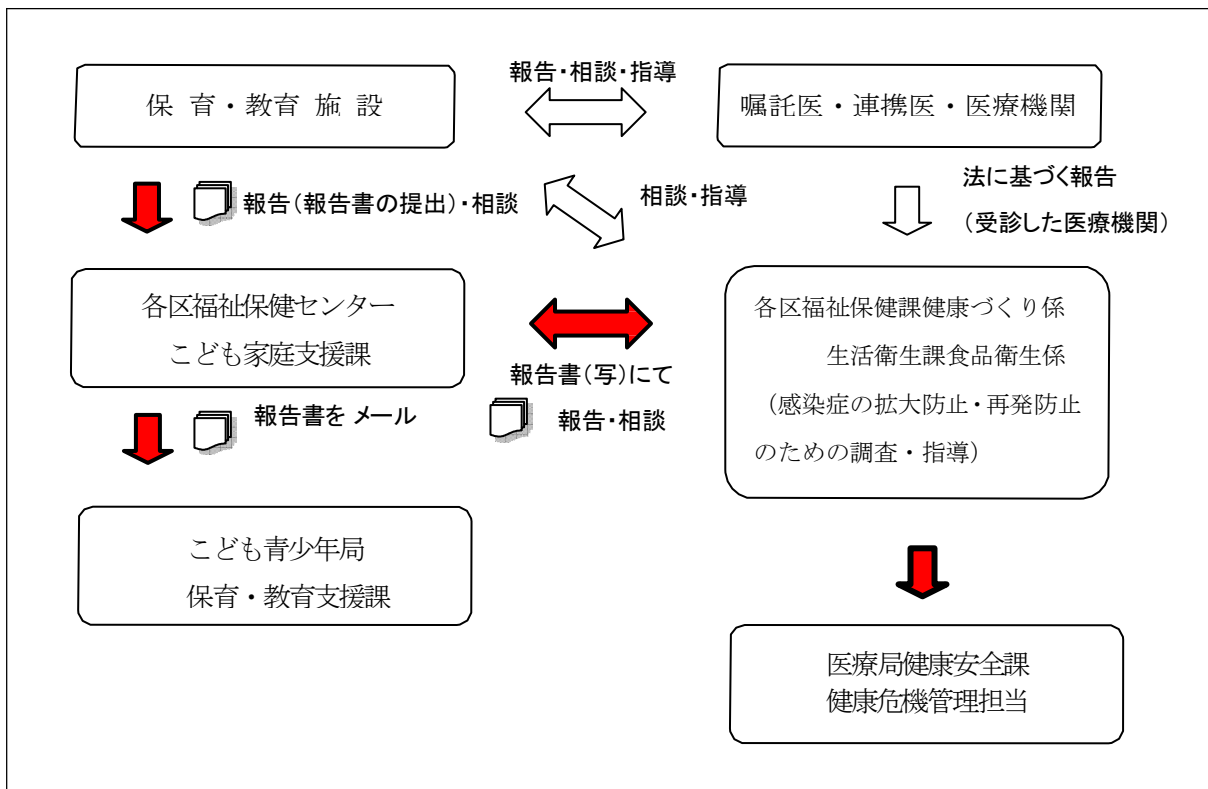 保 育・教 育 施 設
報告・相談・指導
嘱託医・連携医・医療機関
報告(報告書の提出)・相談
相談・指導
法に基づく報告
(受診した医療機関)
各区福祉保健センター
こども家庭支援課
報告書(写)にて
報告・相談
各区福祉保健課健康づくり係
生活衛生課食品衛生係
(感染症の拡大防止・再発防止
のための調査・指導)
報告書を メール
こども青少年局
保育・教育支援課
医療局健康安全課
健康危機管理担当